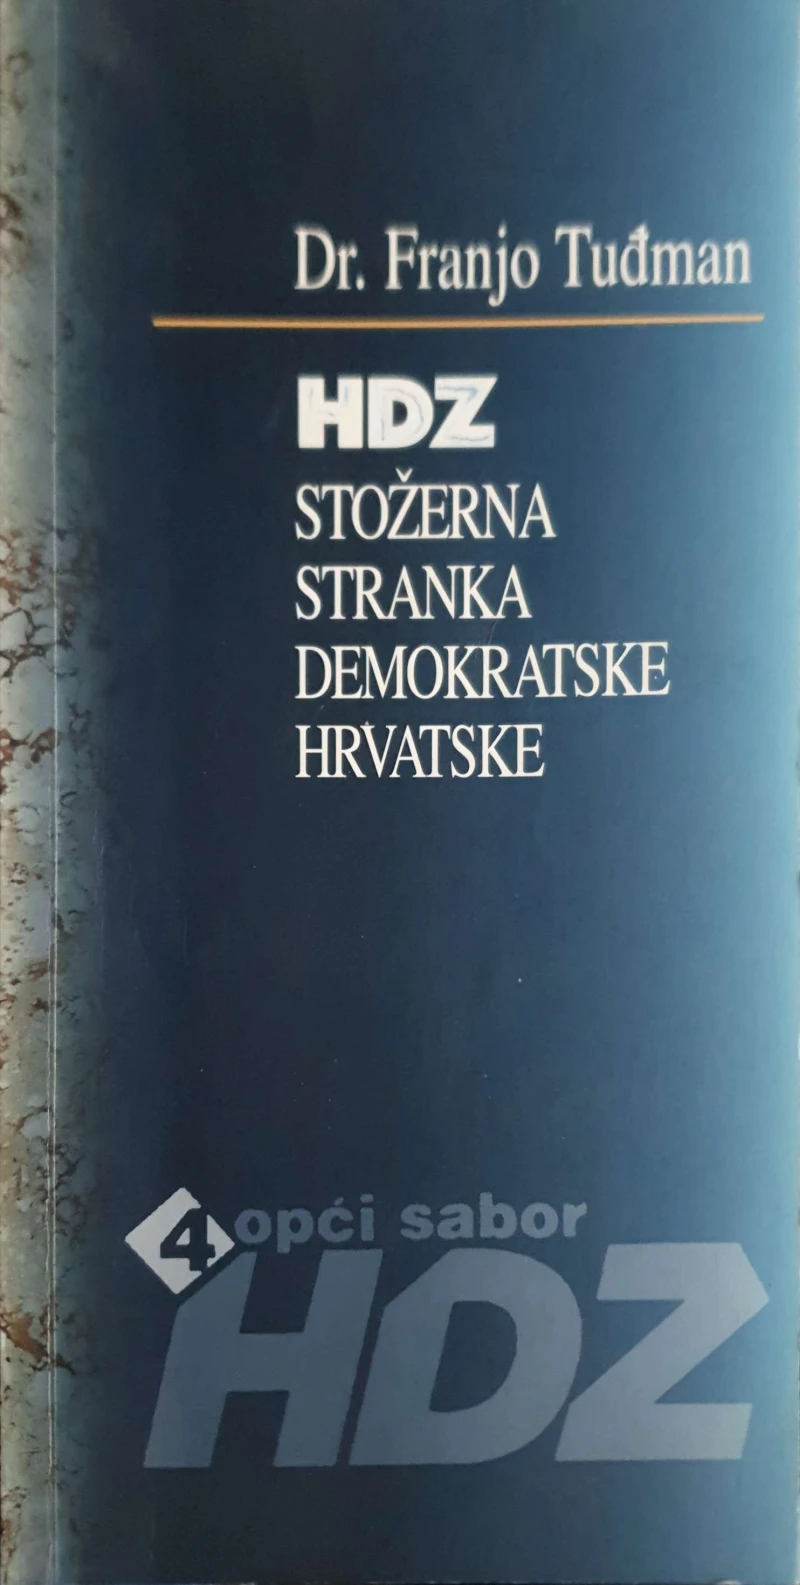 Dr. Franjo Tuđman
HDZ
STOŽERNA
STRANKA
DEMOKRATSKE
HRVATSKE
4 opći sabor
HDZ